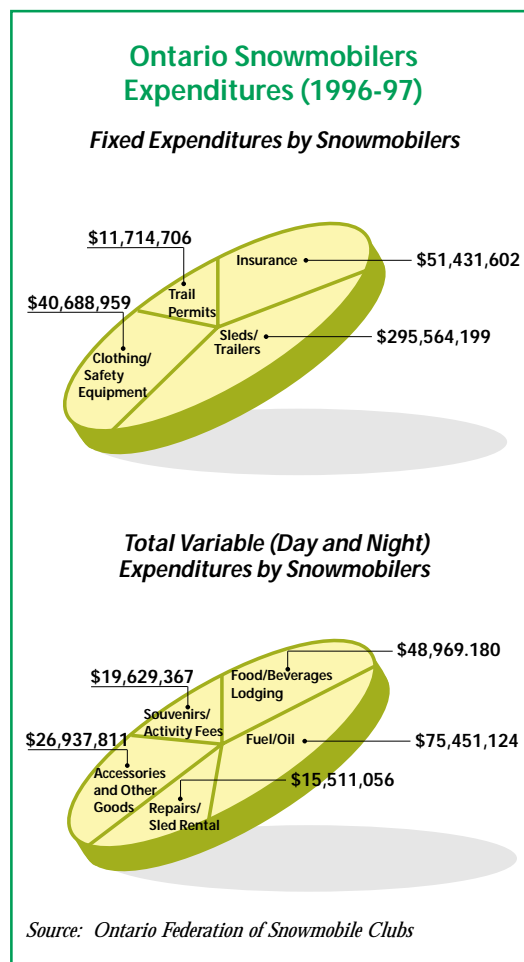 Ontario Snowmobilers
Expenditures (1996-97)
Fixed Expenditures by Snowmobilers
$11,714,706
Insurance
$51,431,602
$40,688,959
Trail
Permits
Sleds/
Trailers
$295,564,199
Clothing/
Safety
Equipment
Total Variable (Day and Night)
Expenditures by Snowmobilers
$48,969.180
$19,629,367
Food/Beverages
Lodging
Souvenirs/
Activity Fees
$26,937,811
Fuel/Oil
$75,451,124
Accessories
and Other
Goods
$15,511,056
Repairs/
Sled Rental
Source: Ontario Federation of Snowmobile Clubs